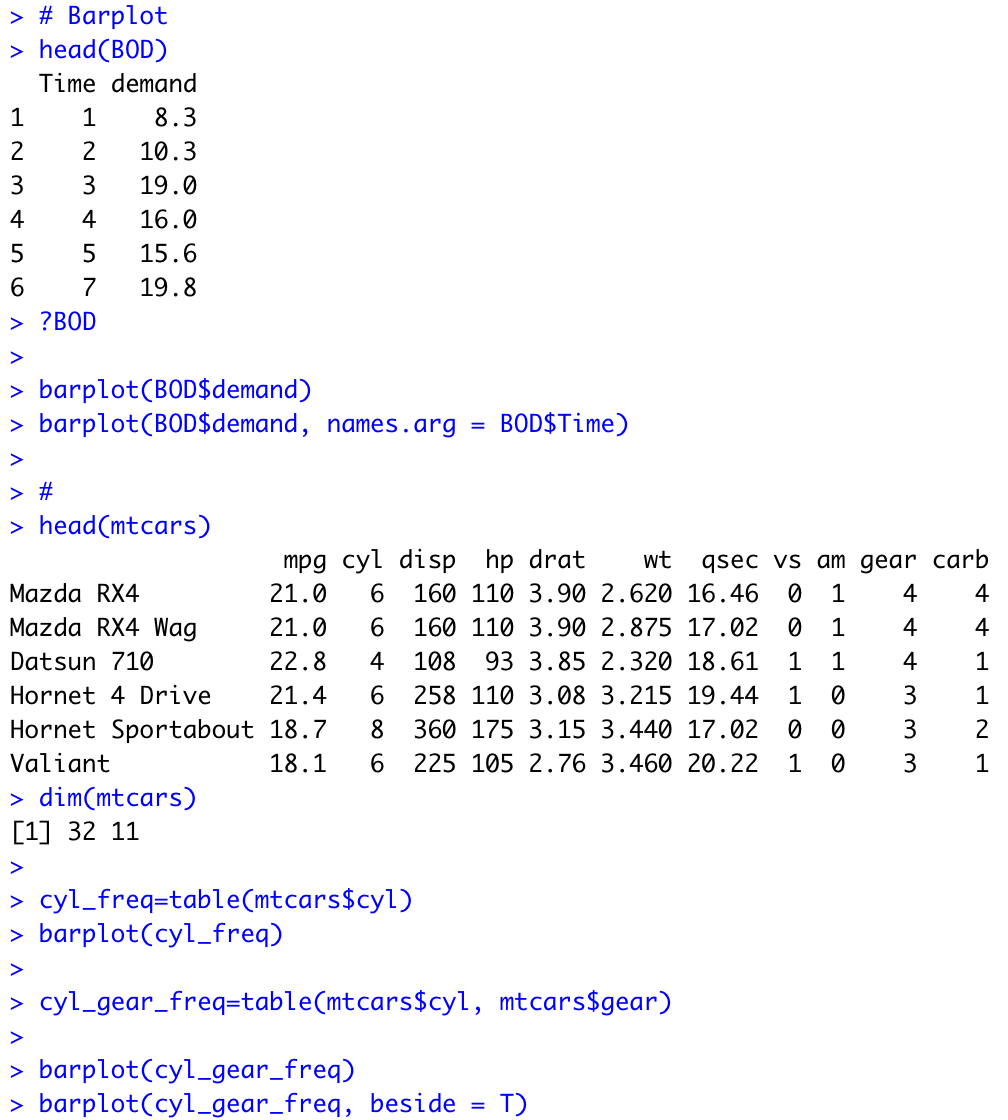 > # Barplot
> head(BOD)
  Time demand
1    1    8.3
2    2   10.3
3    3   19.0
4    4   16.0
5    5   15.6
6    7   19.8
> ?BOD
>
> barplot(BOD$demand)
> barplot(BOD$demand, names.arg = BOD$Time)
>
> #
> head(mtcars)
                   mpg cyl disp  hp drat    wt  qsec vs am gear carb
Mazda RX4         21.0   6  160 110 3.90 2.620 16.46  0  1    4    4
Mazda RX4 Wag     21.0   6  160 110 3.90 2.875 17.02  0  1    4    4
Datsun 710        22.8   4  108  93 3.85 2.320 18.61  1  1    4    1
Hornet 4 Drive    21.4   6  258 110 3.08 3.215 19.44  1  0    3    1
Hornet Sportabout 18.7   8  360 175 3.15 3.440 17.02  0  0    3    2
Valiant           18.1   6  225 105 2.76 3.460 20.22  1  0    3    1
> dim(mtcars)
[1] 32 11
>
> cyl_freq=table(mtcars$cyl)
> barplot(cyl_freq)
>
> cyl_gear_freq=table(mtcars$cyl, mtcars$gear)
>
> barplot(cyl_gear_freq)
> barplot(cyl_gear_freq, beside = T)